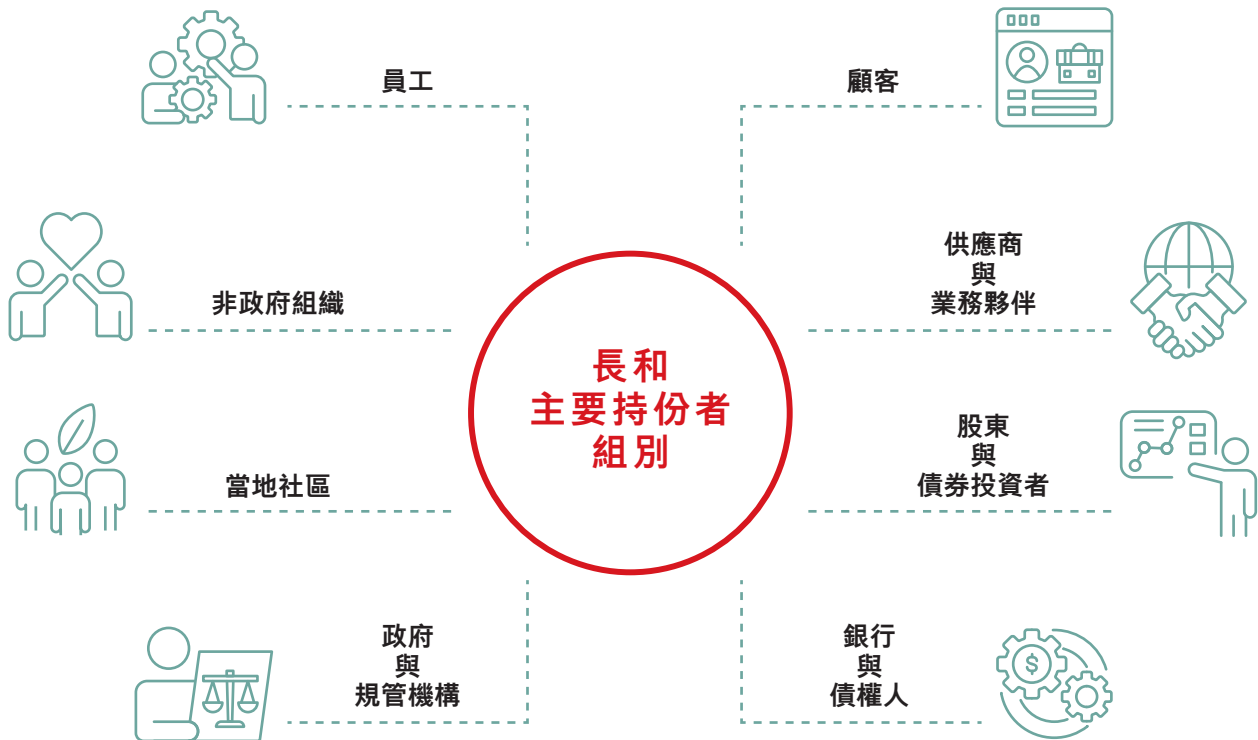 員工
顧客
非政府組織
供應商
與
業務夥伴
長和
主要持份者
組別
當地社區
股東
與
債券投資者
政府
與
規管機構
銀行
與
債權人
$